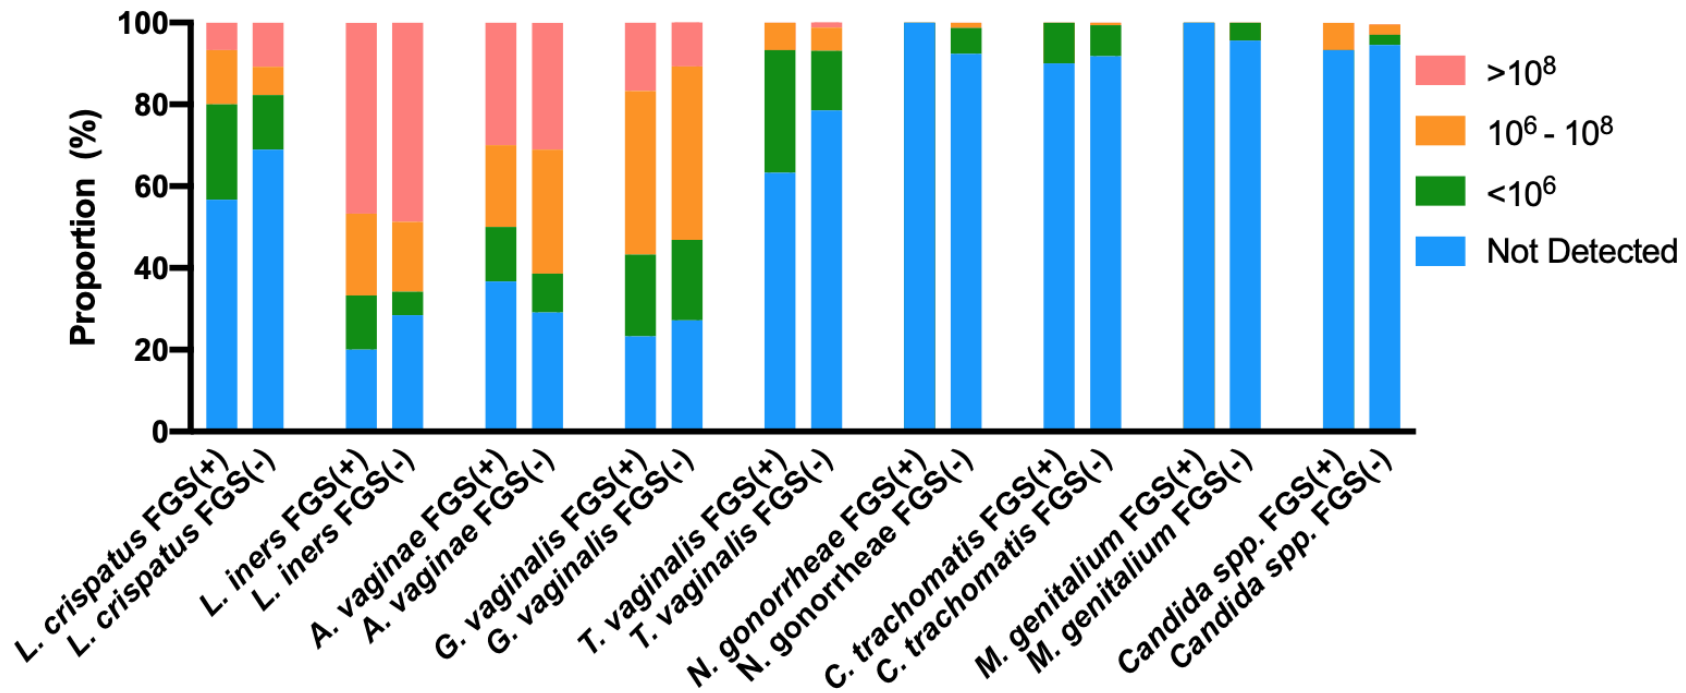 Proportion (%)
100
80
60
40
20
0
>10⁸
10⁶ - 10⁸
<10⁶
Not Detected
L. crispatus FGS(+)
L. crispatus FGS(-)
L. iners FGS(+)
L. iners FGS(-)
A. vaginae FGS(+)
A. vaginae FGS(-)
G. vaginalis FGS(+)
G. vaginalis FGS(-)
T. vaginalis FGS(+)
T. vaginalis FGS(-)
N. gonorrheae FGS(+)
N. gonorrheae FGS(-)
C. trachomatis FGS(+)
C. trachomatis FGS(-)
M. genitalium FGS(+)
M. genitalium FGS(-)
Candida spp. FGS(+)
Candida spp. FGS(-)